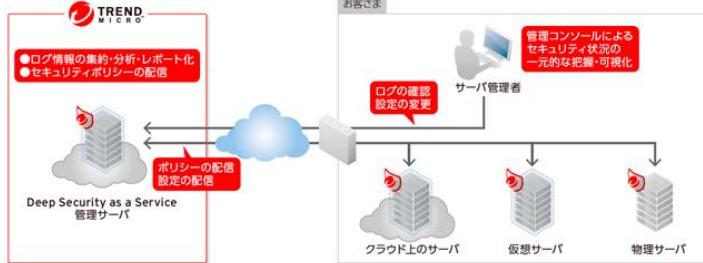 TREND
MICRO
●ログ情報の集約・分析・レポート化
●セキュリティポリシーの配信
ポリシーの配信
設定の配信
Deep Security as a Service
管理サーバ
お客さま
管理コンソールによる
セキュリティ状況の
一元的な把握・可視化
サーバ管理者
ログの確認
設定の変更
クラウド上のサーバ
仮想サーバ
物理サーバ